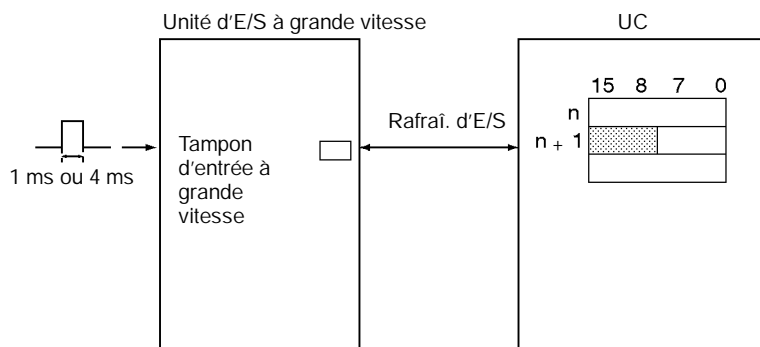 Unité d'E/S à grande vitesse
UC
15 8 7 0
n
n + 1
Rafraî. d'E/S
Tampon
d'entrée à
grande
vitesse
1 ms ou 4 ms